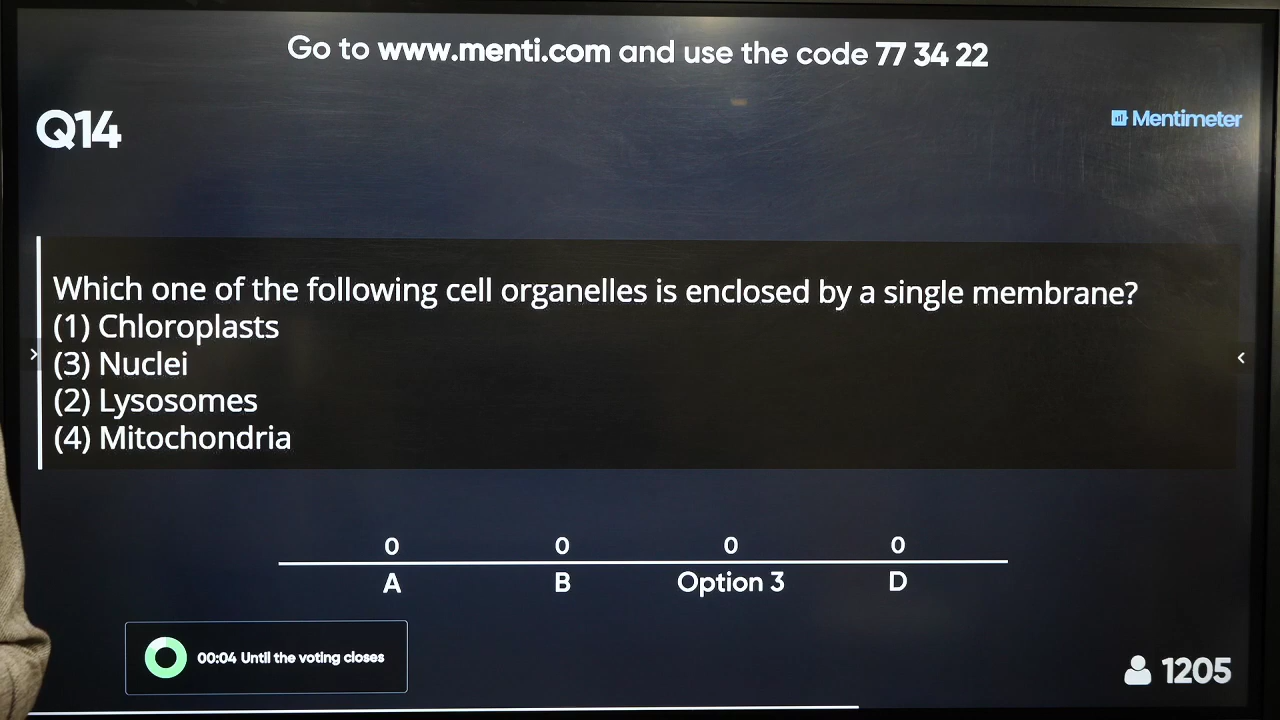 Go to www.menti.com and use the code 77 34 22
Q14
Mentimeter
Which one of the following cell organelles is enclosed by a single membrane?
(1) Chloroplasts
(3) Nuclei
(2) Lysosomes
(4) Mitochondria
0 0 0 0
A B Option 3 D
00:04 Until the voting closes
1205